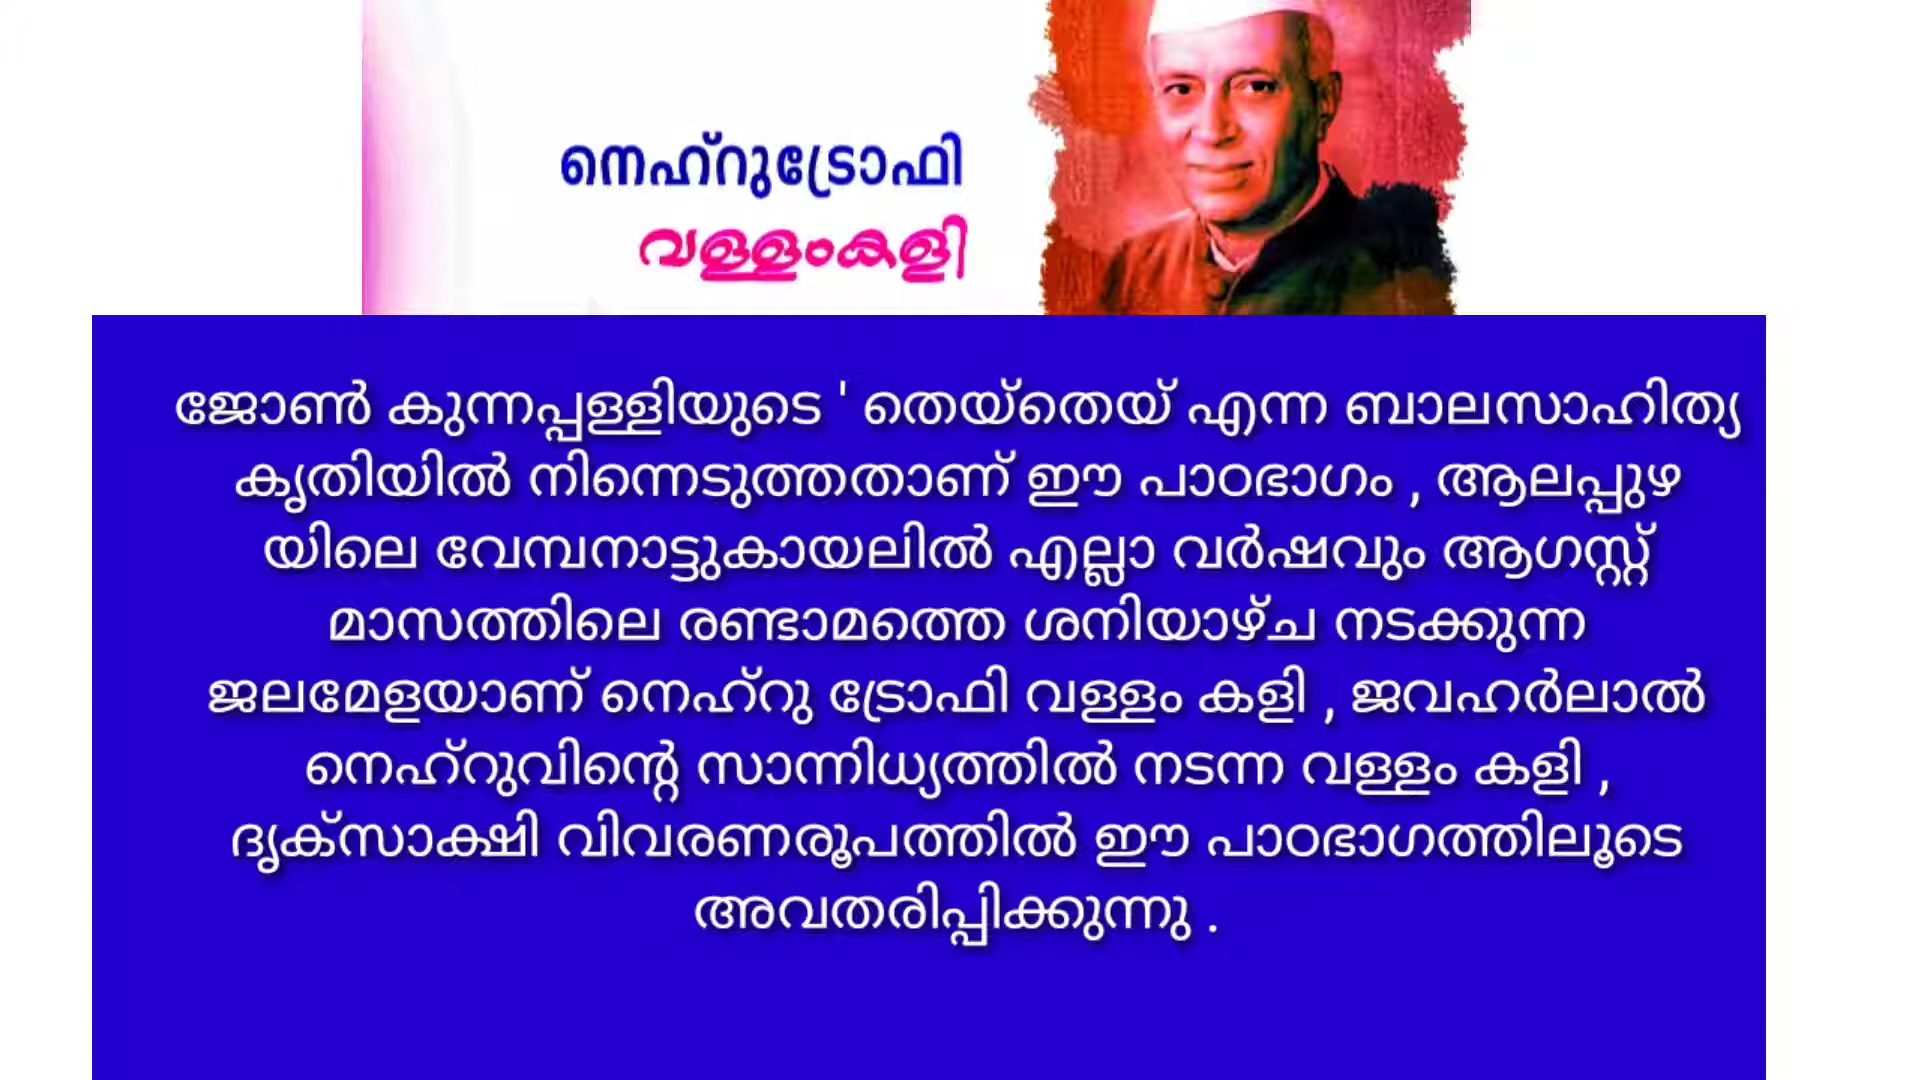 നെഹ്റുട്രോഫി
വള്ളംകളി
ജോൺ കുന്നപ്പള്ളിയുടെ ' തെയ്തെയ് എന്ന ബാലസാഹിത്യ
കൃതിയിൽ നിന്നെടുത്തതാണ് ഈ പാഠഭാഗം , ആലപ്പുഴ
യിലെ വേമ്പനാട്ടുകായലിൽ എല്ലാ വർഷവും ആഗസ്റ്റ്
മാസത്തിലെ രണ്ടാമത്തെ ശനിയാഴ്ച നടക്കുന്ന
ജലമേളയാണ് നെഹ്റു ട്രോഫി വള്ളം കളി , ജവഹർലാൽ
നെഹ്റുവിന്റെ സാന്നിധ്യത്തിൽ നടന്ന വള്ളം കളി ,
ദൃക്സാക്ഷി വിവരണരൂപത്തിൽ ഈ പാഠഭാഗത്തിലൂടെ
അവതരിപ്പിക്കുന്നു .